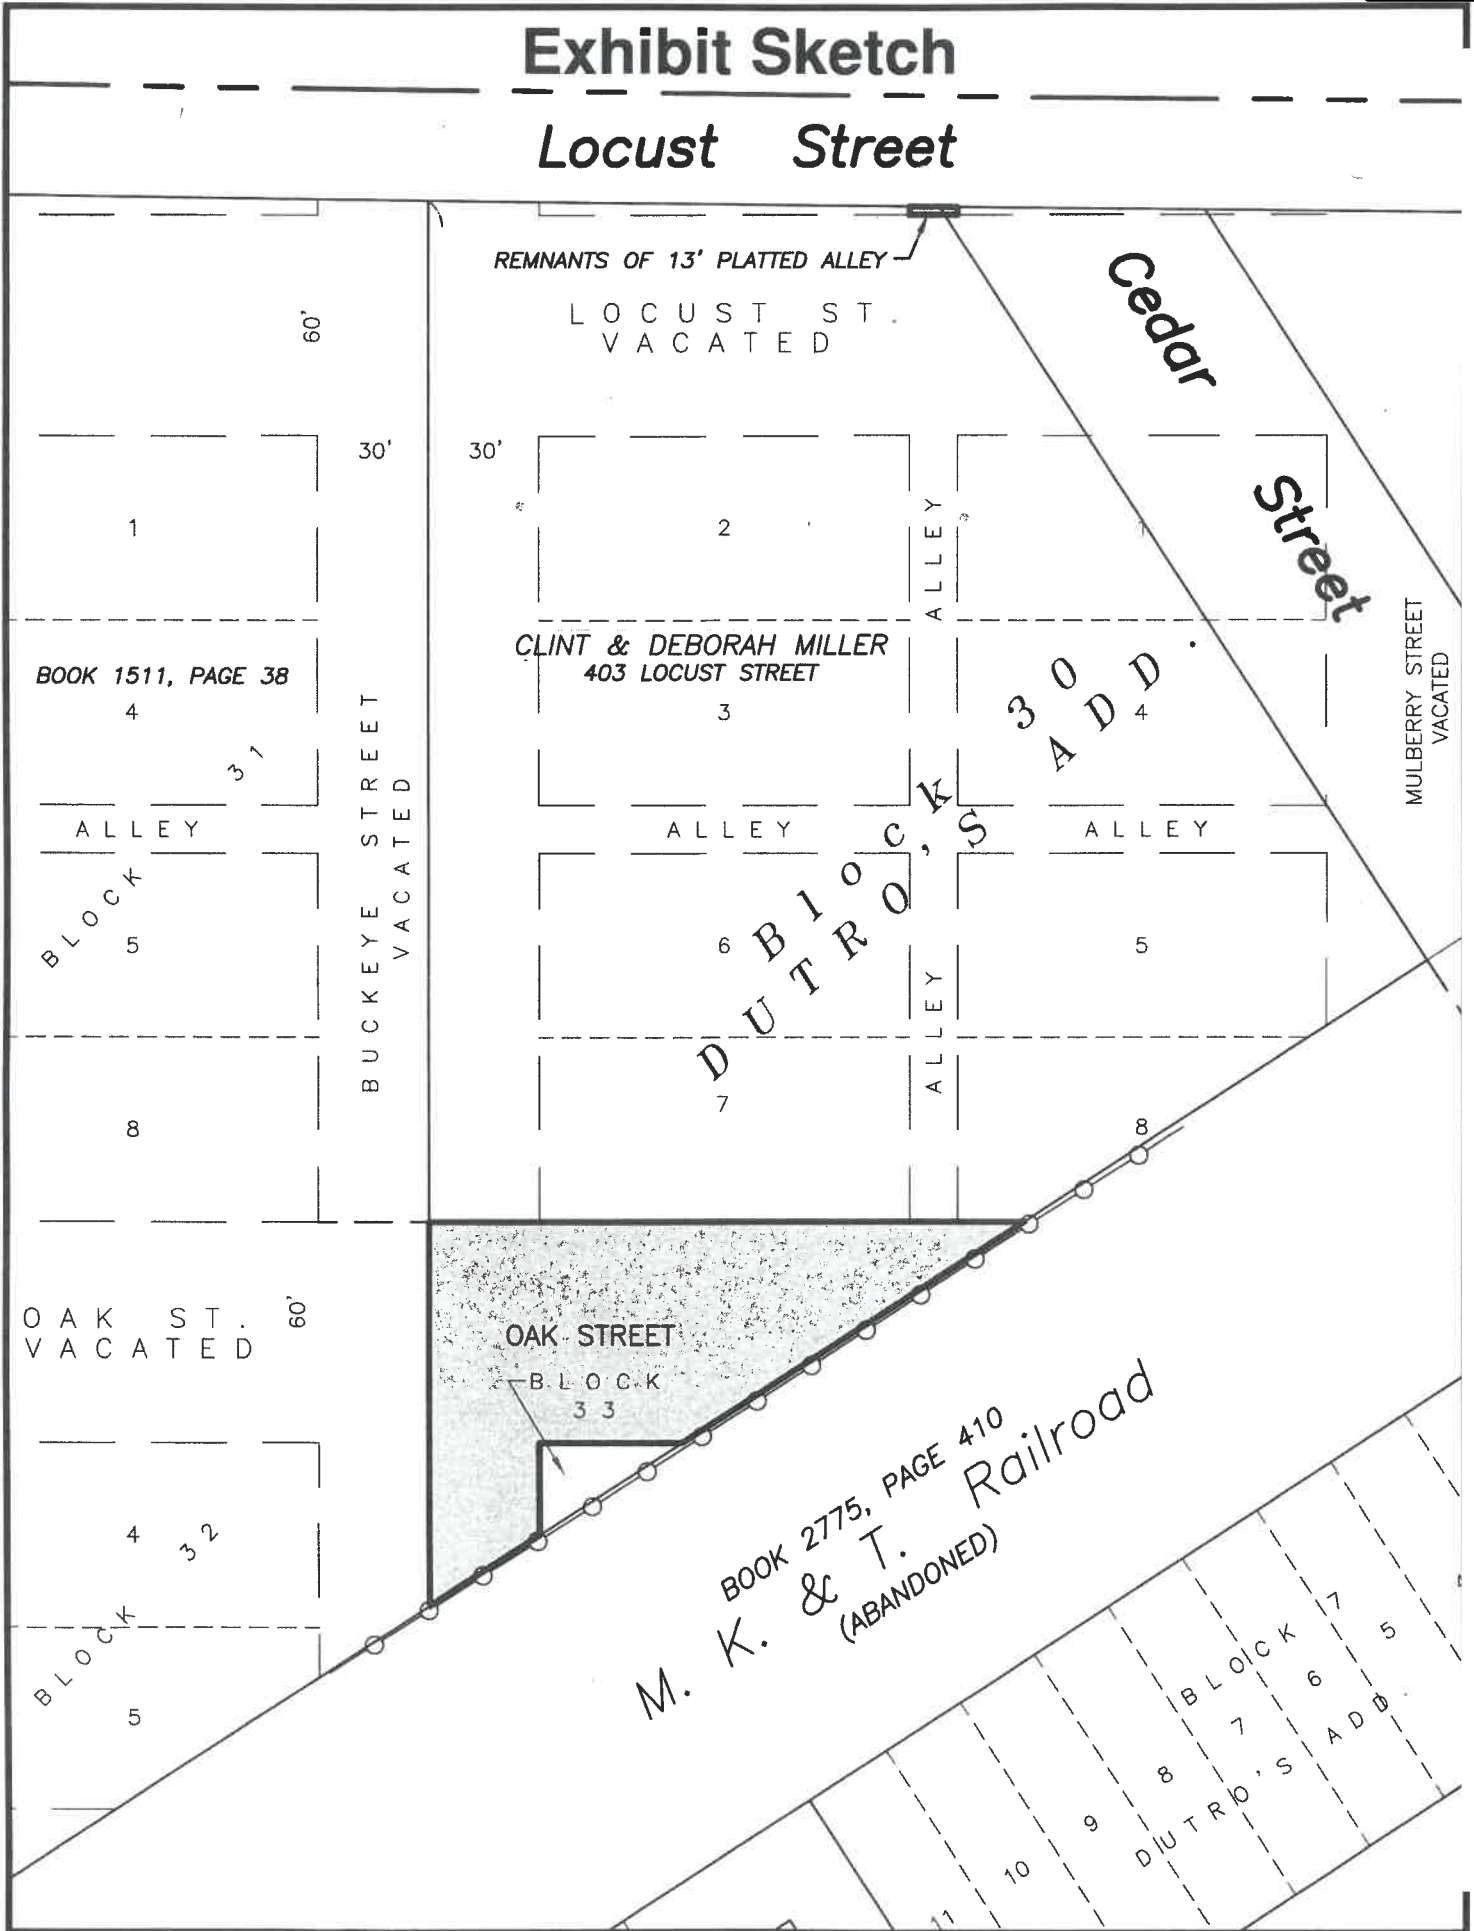 Exhibit Sketch
Locust Street
REMNANTS OF 13' PLATTED ALLEY
LOCUST ST.
VACATED
60'
Cedar
Street
30'
30'
1
2
1
CLINT & DEBORAH MILLER
403 LOCUST STREET
BOOK 1511, PAGE 38
4
3
4
31
BLOCK
ALLEY
ALLEY
ALLEY
ALLEY
ALLEY
BUCKEYE STREET
VACATED
MULBERRY STREET
VACATED
Block 30
DUTRO'S ADD.
5
6
5
8
7
8
OAK ST.
VACATED
60'
OAK STREET
BLOCK
33
4
32
BLOCK
5
BOOK 2775, PAGE 410
M. K. & T. Railroad
(ABANDONED)
BLOCK 7
DUTRO'S ADD.
5
6
7
8
9
10
11